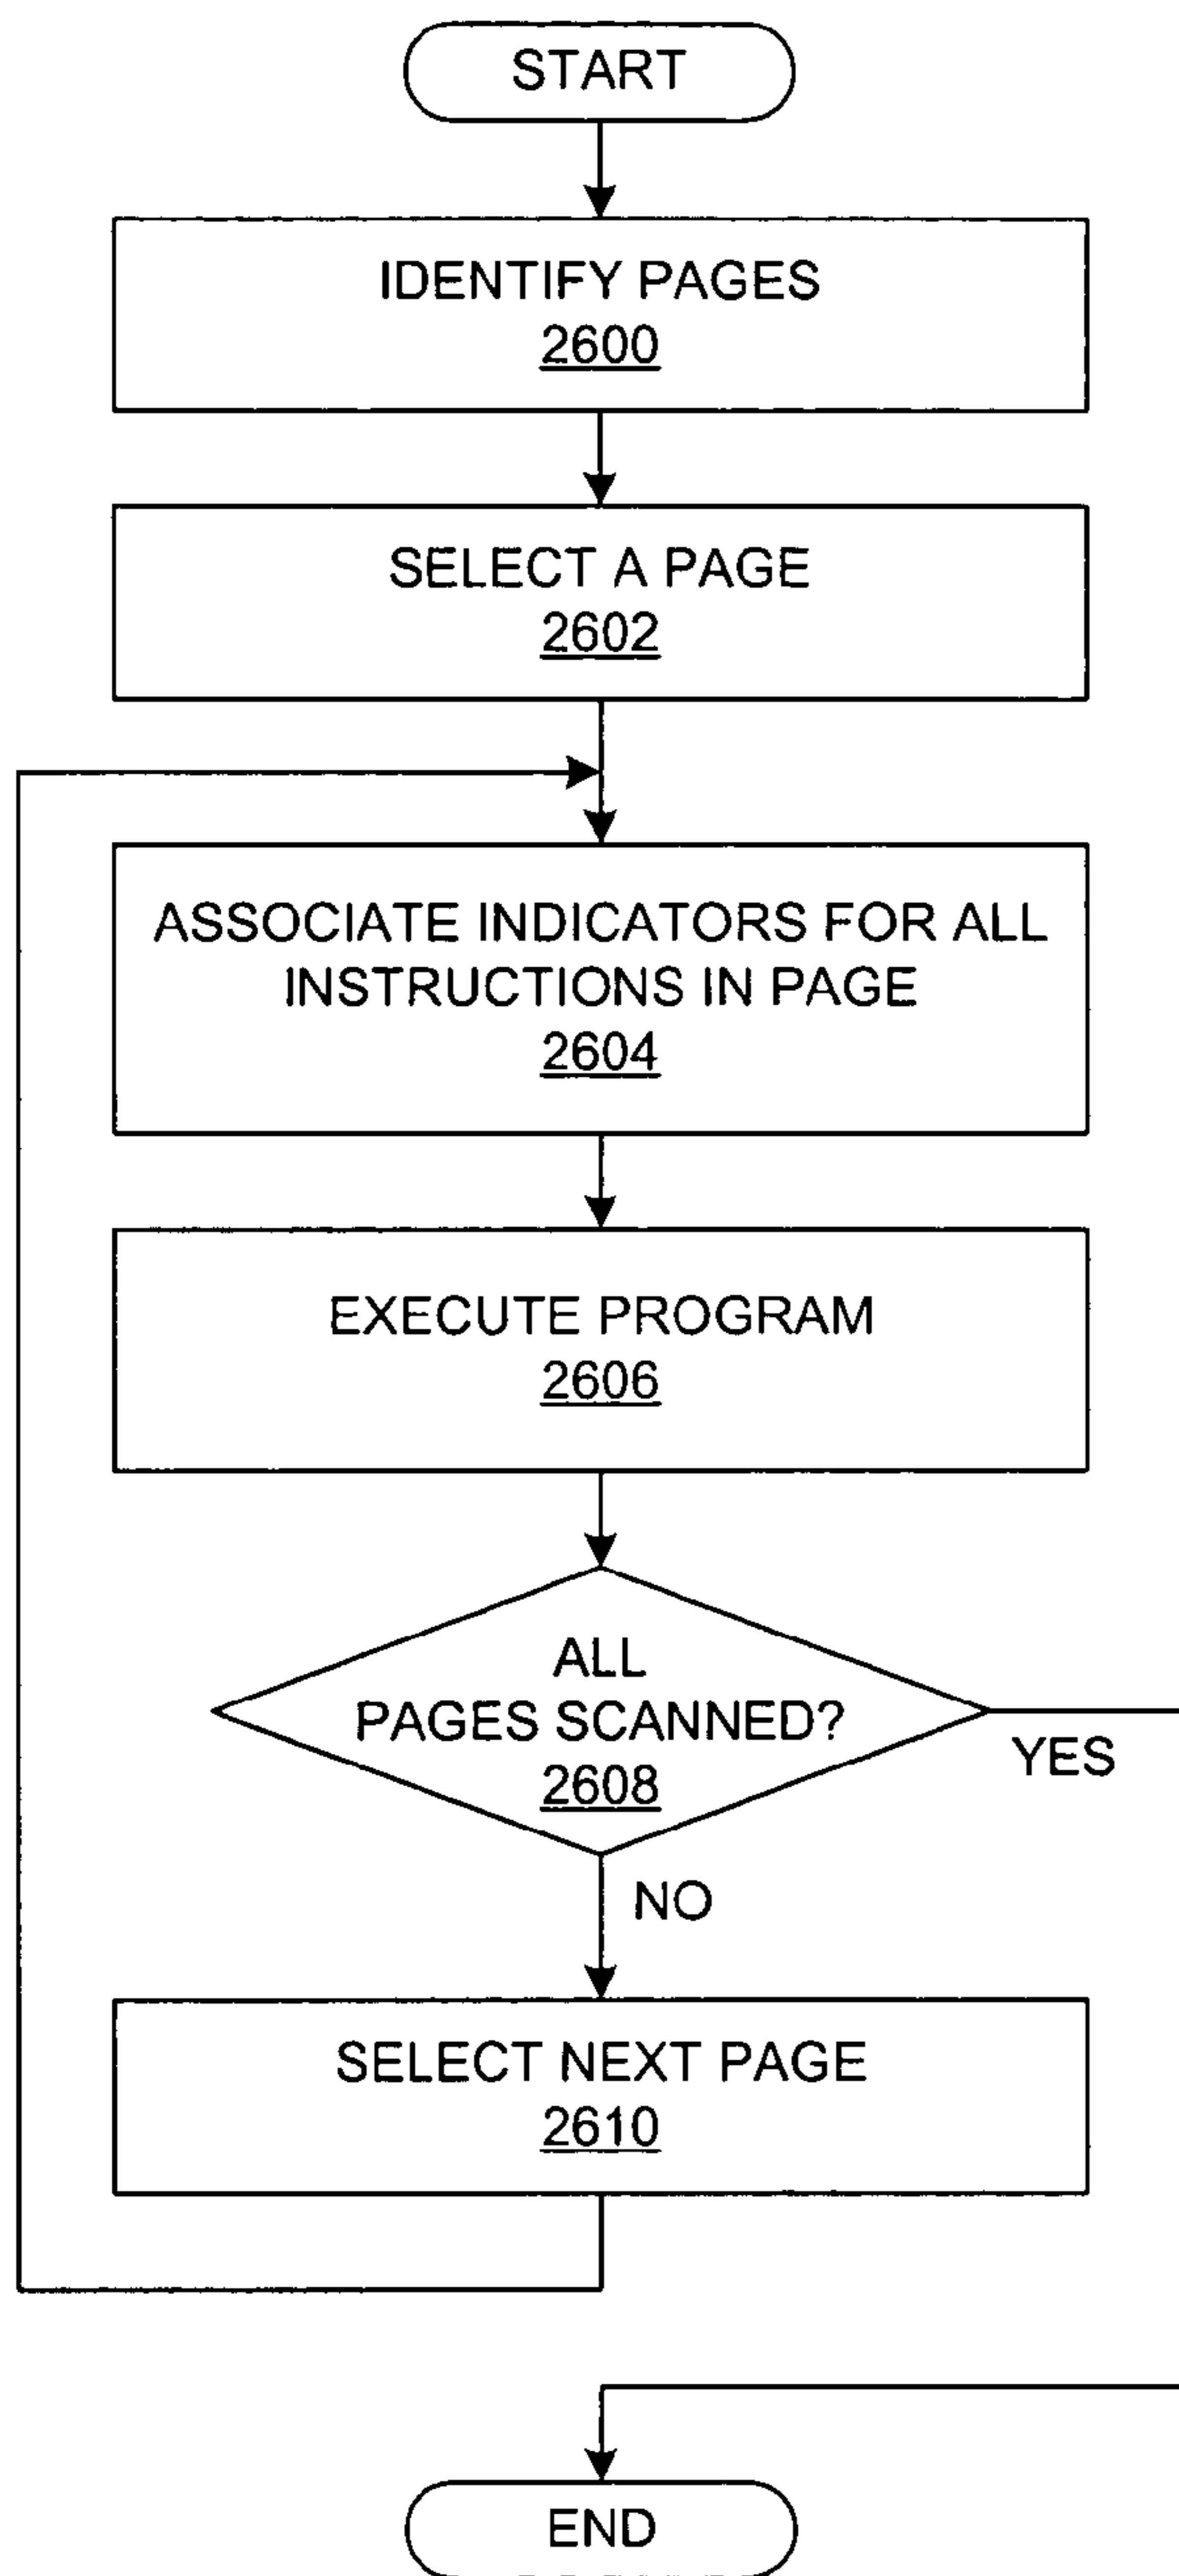 START
IDENTIFY PAGES
2600
SELECT A PAGE
2602
ASSOCIATE INDICATORS FOR ALL
INSTRUCTIONS IN PAGE
2604
EXECUTE PROGRAM
2606
ALL
PAGES SCANNED?
2608
YES
NO
SELECT NEXT PAGE
2610
END